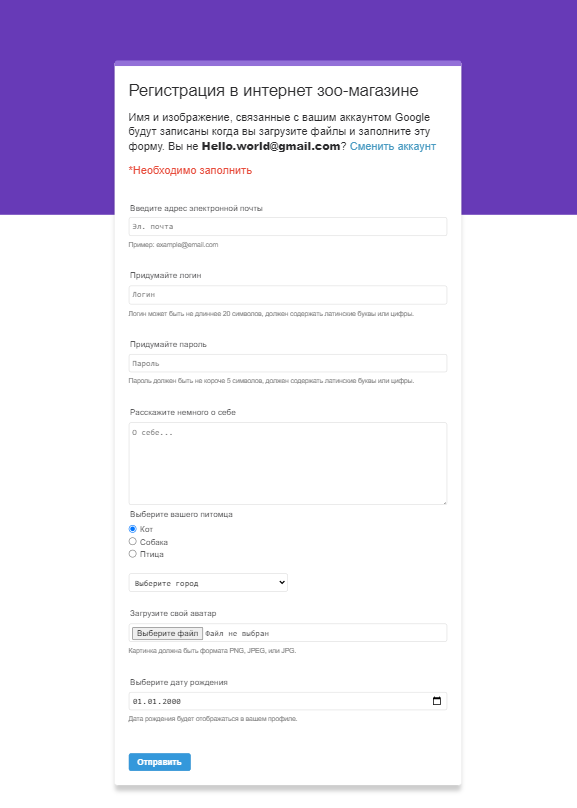 Регистрация в интернет зоо-магазине
Имя и изображение, связанные с вашим аккаунтом Google
будут записаны когда вы загрузите файлы и заполните эту
форму. Вы не Hello.world@gmail.com? Сменить аккаунт
*Необходимо заполнить
Введите адрес электронной почты
Эл. почта
Пример: example@email.com
Придумайте логин
Логин
Логин может быть не длиннее 20 символов, должен содержать латинские буквы или цифры.
Придумайте пароль
Пароль
Пароль должен быть не короче 5 символов, должен содержать латинские буквы или цифры.
Расскажите немного о себе
О себе...
Выберите вашего питомца
Кот
Собака
Птица
Выберите город
Загрузите свой аватар
Выберите файл Файл не выбран
Картинка должна быть формата PNG, JPEG, или JPG.
Выберите дату рождения
01.01.2000
Дата рождения будет отображаться в вашем профиле.
Отправить